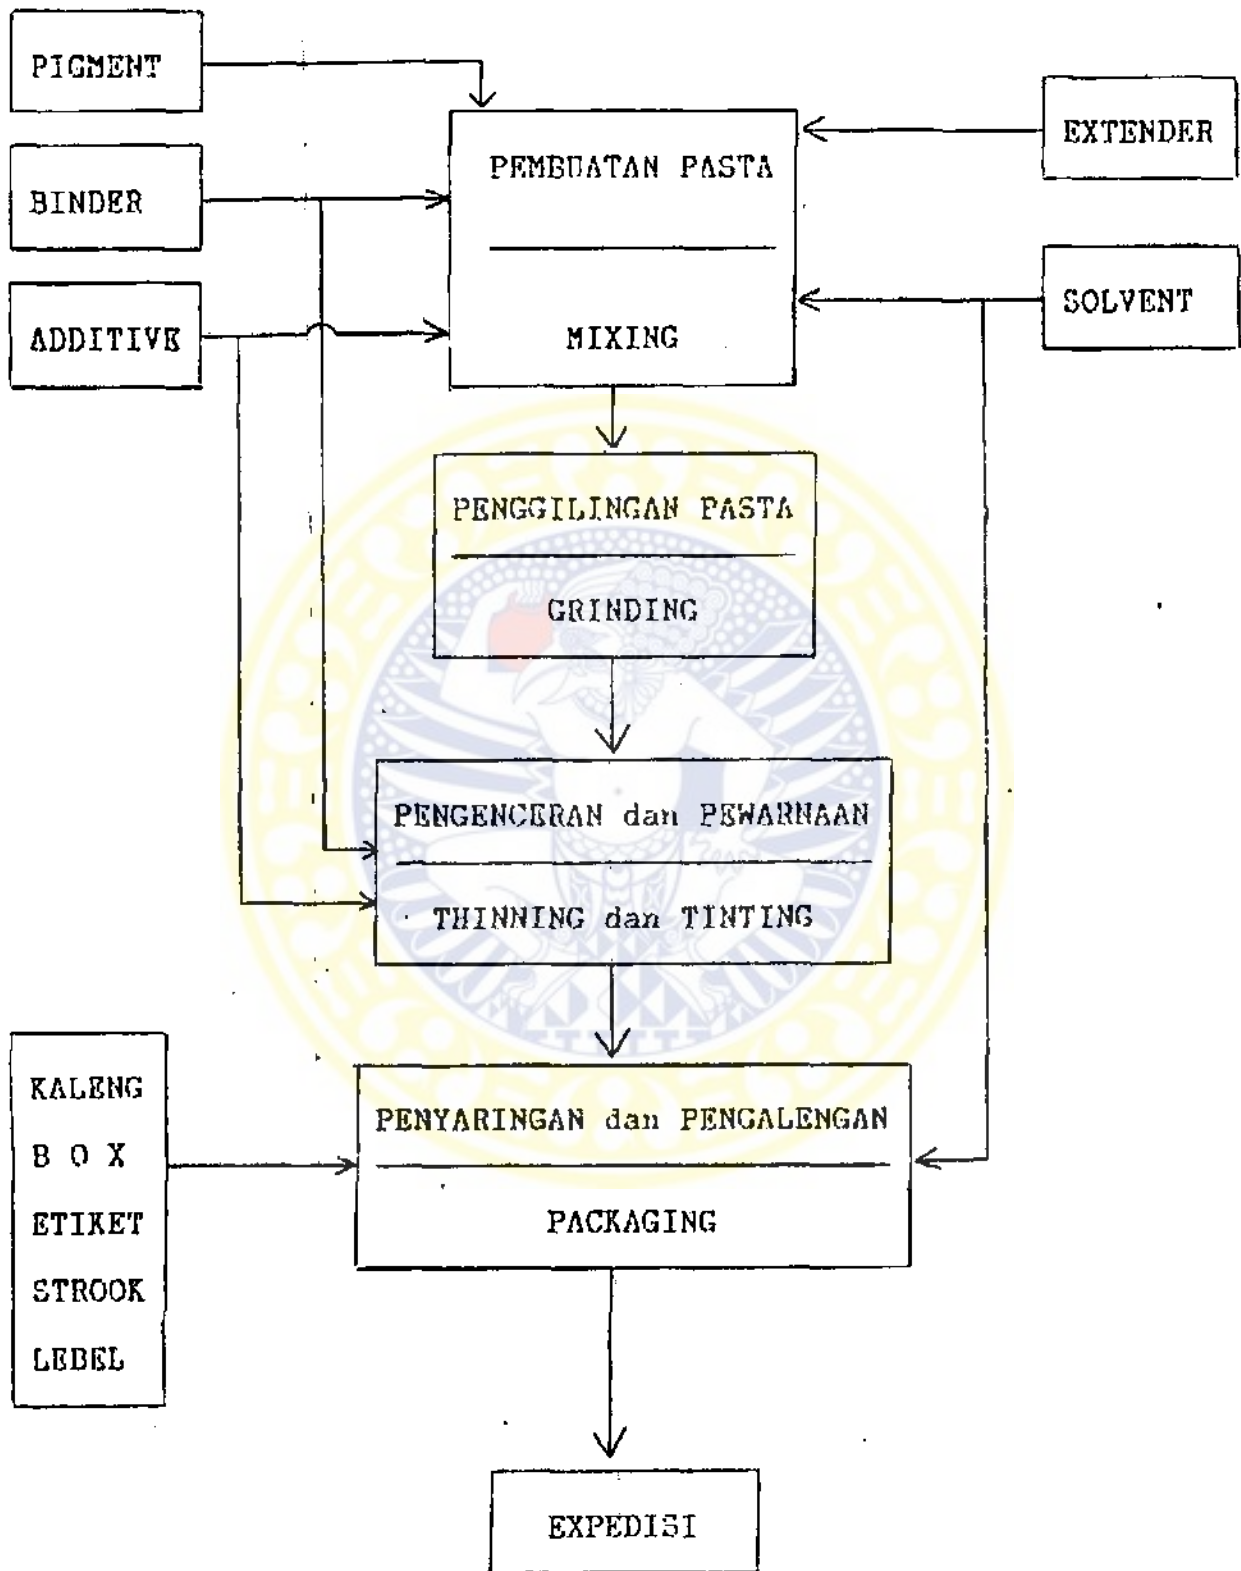 PIGMENT
EXTENDER
BINDER
PEMBUATAN PASTA
MIXING
ADDITIVE
SOLVENT
PENGGILINGAN PASTA
GRINDING
PENGENCERAN dan PEWARNAAN
THINNING dan TINTING
KALENG
B O X
ETIKET
STROOK
LEBEL
PENYARINGAN dan PENGALENGAN
PACKAGING
EXPEDISI